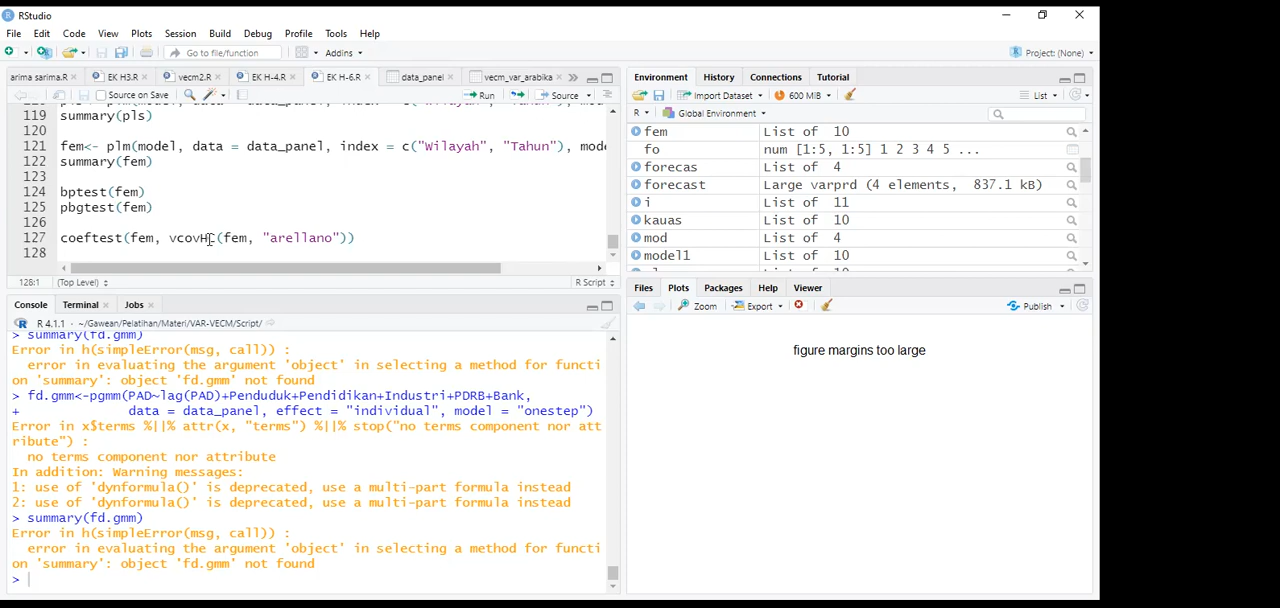 RStudio
File Edit Code View Plots Session Build Debug Profile Tools Help
Go to file/function Addins Project: (None)
arima sarima.R EK H3.R vecm2.R EK H-4.R EK H-6.R data_panel vecm_var_arabika
Source on Save Run Source
119 summary(pls)
120
121 fem<- plm(model, data = data_panel, index = c("Wilayah", "Tahun"), mode
122 summary(fem)
123
124 bptest(fem)
125 pbgtest(fem)
126
127 coeftest(fem, vcovHC(fem, "arellano"))
128
128:1 (Top Level) R Script
Console Terminal Jobs
R 4.1.1 · ~/Gawean/Pelatihan/Materi/VAR-VECM/Script/
> summary(fd.gmm)
Error in h(simpleError(msg, call)) :
error in evaluating the argument 'object' in selecting a method for functi
on 'summary': object 'fd.gmm' not found
> fd.gmm<-pgmm(PAD~lag(PAD)+Penduduk+Pendidikan+Industri+PDRB+Bank,
+ data = data_panel, effect = "individual", model = "onestep")
Error in x$terms %||% attr(x, "terms") %||% stop("no terms component nor att
ribute") :
no terms component nor attribute
In addition: Warning messages:
1: use of 'dynformula()' is deprecated, use a multi-part formula instead
2: use of 'dynformula()' is deprecated, use a multi-part formula instead
> summary(fd.gmm)
Error in h(simpleError(msg, call)) :
error in evaluating the argument 'object' in selecting a method for functi
on 'summary': object 'fd.gmm' not found
>
Environment History Connections Tutorial
Import Dataset 600 MiB List
R Global Environment
fem List of 10
fo num [1:5, 1:5] 1 2 3 4 5 ...
forecas List of 4
forecast Large varprd (4 elements, 837.1 kB)
i List of 11
kauas List of 10
mod List of 4
model1 List of 10
Files Plots Packages Help Viewer
Zoom Export Publish
figure margins too large